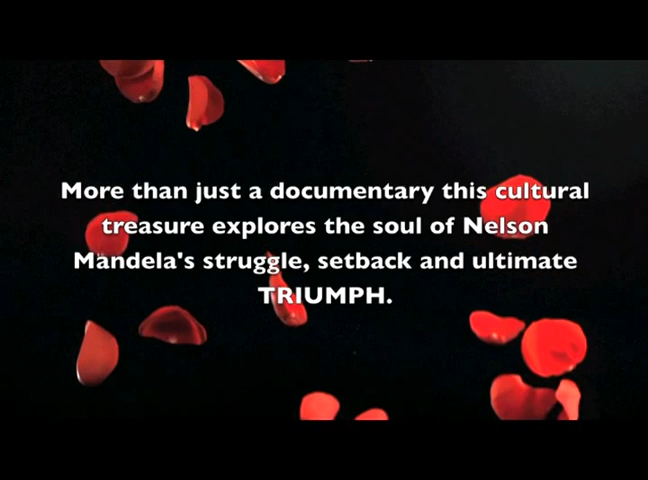 More than just a documentary this cultural
treasure explores the soul of Nelson
Mandela's struggle, setback and ultimate
TRIUMPH.